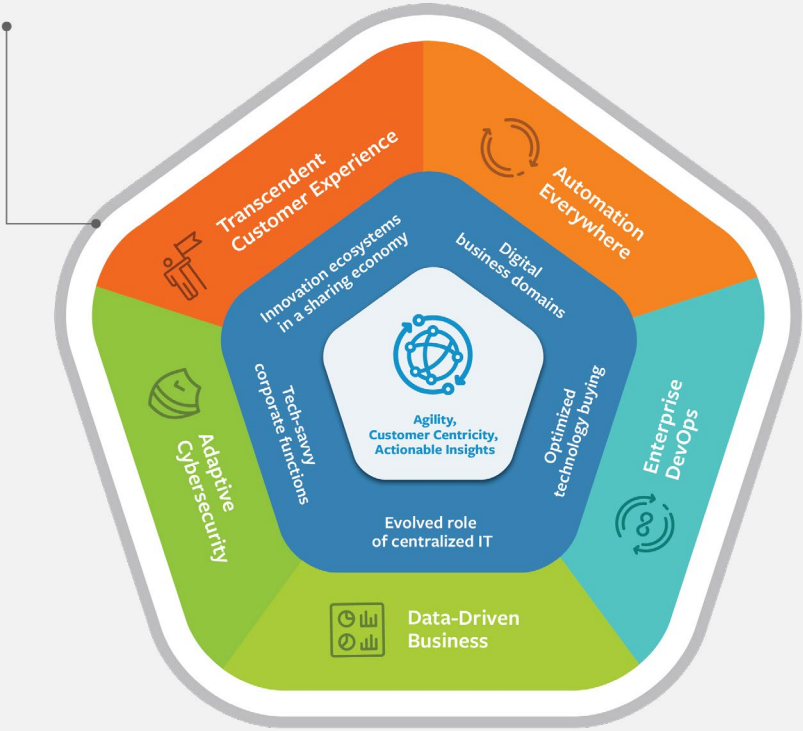 Transcendent
Customer Experience
Automation
Everywhere
Innovation ecosystems
in a sharing economy
Digital
business domains
Tech-savvy
corporate functions
Agility,
Customer Centricity,
Actionable Insights
Optimized
technology buying
Adaptive
Cybersecurity
Enterprise
DevOps
Evolved role
of centralized IT
Data-Driven
Business